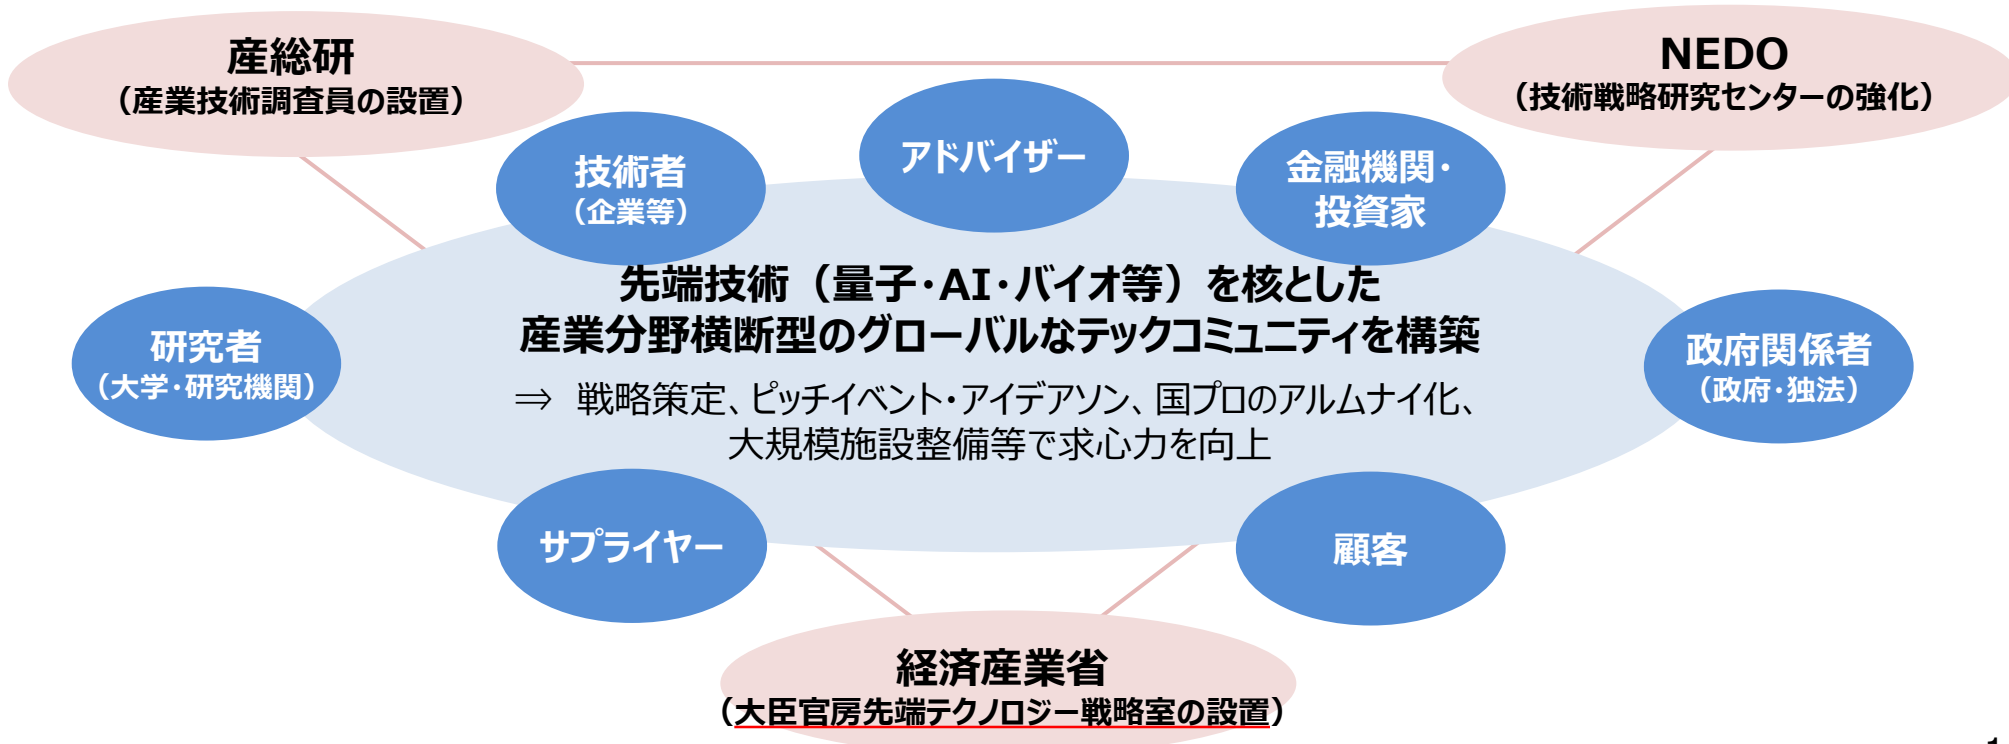 産総研
（産業技術調査員の設置）
NEDO
（技術戦略研究センターの強化）
技術者
（企業等）
アドバイザー
金融機関・
投資家
先端技術（量子・AI・バイオ等）を核とした
産業分野横断型のグローバルなテックコミュニティを構築
⇒ 戦略策定、ピッチイベント・アイデアソン、国プロのアルムナイ化、
大規模施設整備等で求心力を向上
研究者
（大学・研究機関）
政府関係者
（政府・独法）
サプライヤー
顧客
経済産業省
（大臣官房先端テクノロジー戦略室の設置）